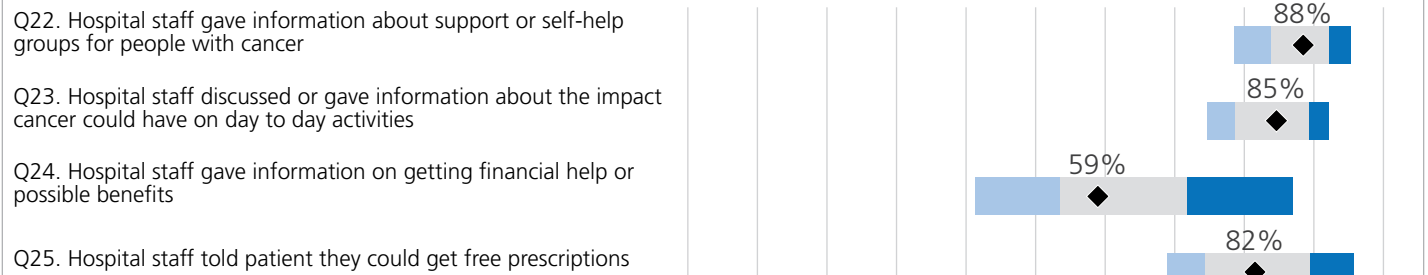 Q22. Hospital staff gave information about support or self-help
groups for people with cancer
88%
Q23. Hospital staff discussed or gave information about the impact
cancer could have on day to day activities
85%
Q24. Hospital staff gave information on getting financial help or
possible benefits
59%
Q25. Hospital staff told patient they could get free prescriptions
82%